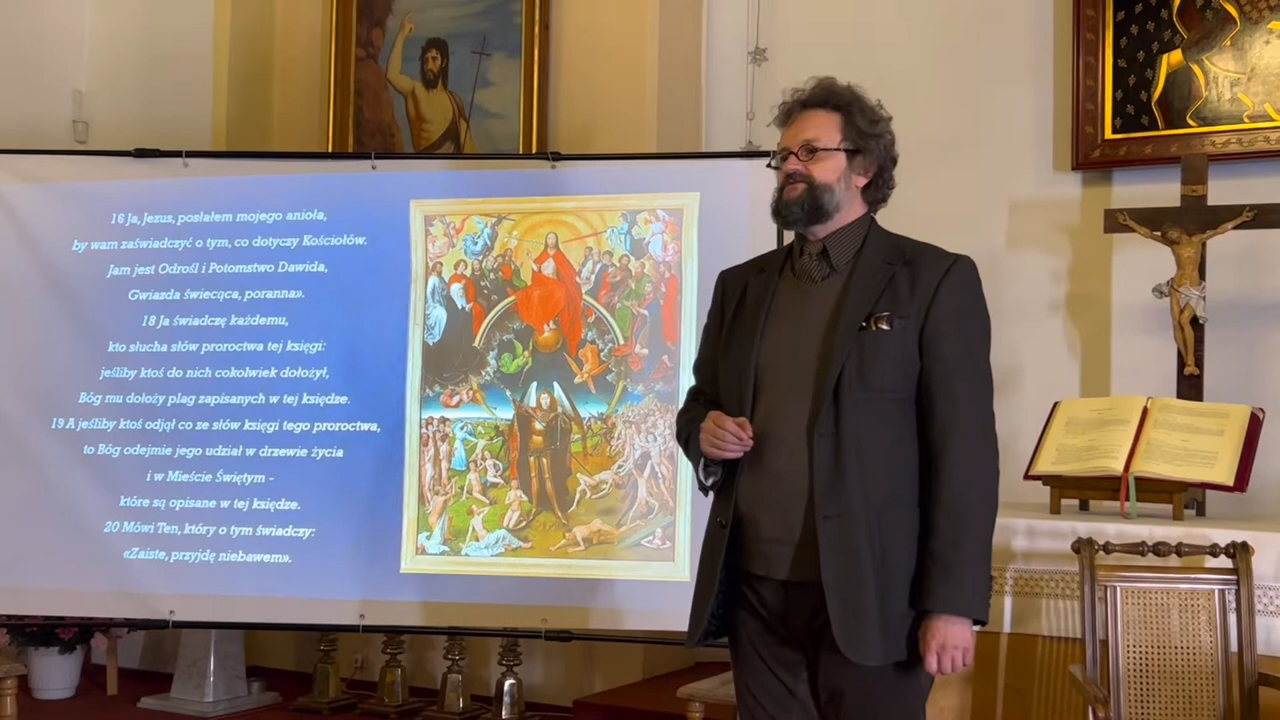 16 Ja, Jezus, posłałem mojego anioła,
by wam zaświadczyć o tym, co dotyczy Kościołów.
Jam jest Odrośl i Potomstwo Dawida,
Gwiazda świecąca, poranna».
18 Ja świadczę każdemu,
kto słucha słów proroctwa tej księgi:
jeśliby ktoś do nich cokolwiek dołożył,
Bóg mu dołoży plag zapisanych w tej księdze.
19 A jeśliby ktoś odjął co ze słów księgi tego proroctwa,
to Bóg odejmie jego udział w drzewie życia
i w Mieście Świętym -
które są opisane w tej księdze.
20 Mówi Ten, który o tym świadczy:
«Zaiste, przyjdę niebawem».